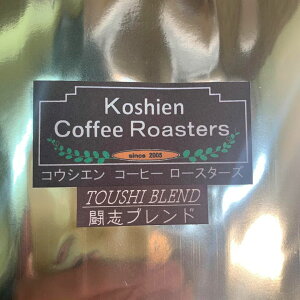 Koshien
Coffee Roasters
since 2005
コウシエン コーヒー ロースターズ
TOUSHI BLEND
闘志ブレンド